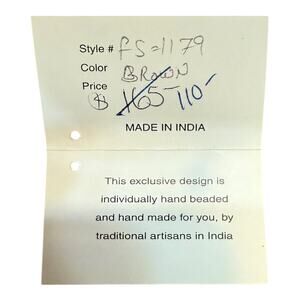 Style # FS=1179
Color BROWN
Price $ 165- 110-
MADE IN INDIA
This exclusive design is
individually hand beaded
and hand made for you, by
traditional artisans in India